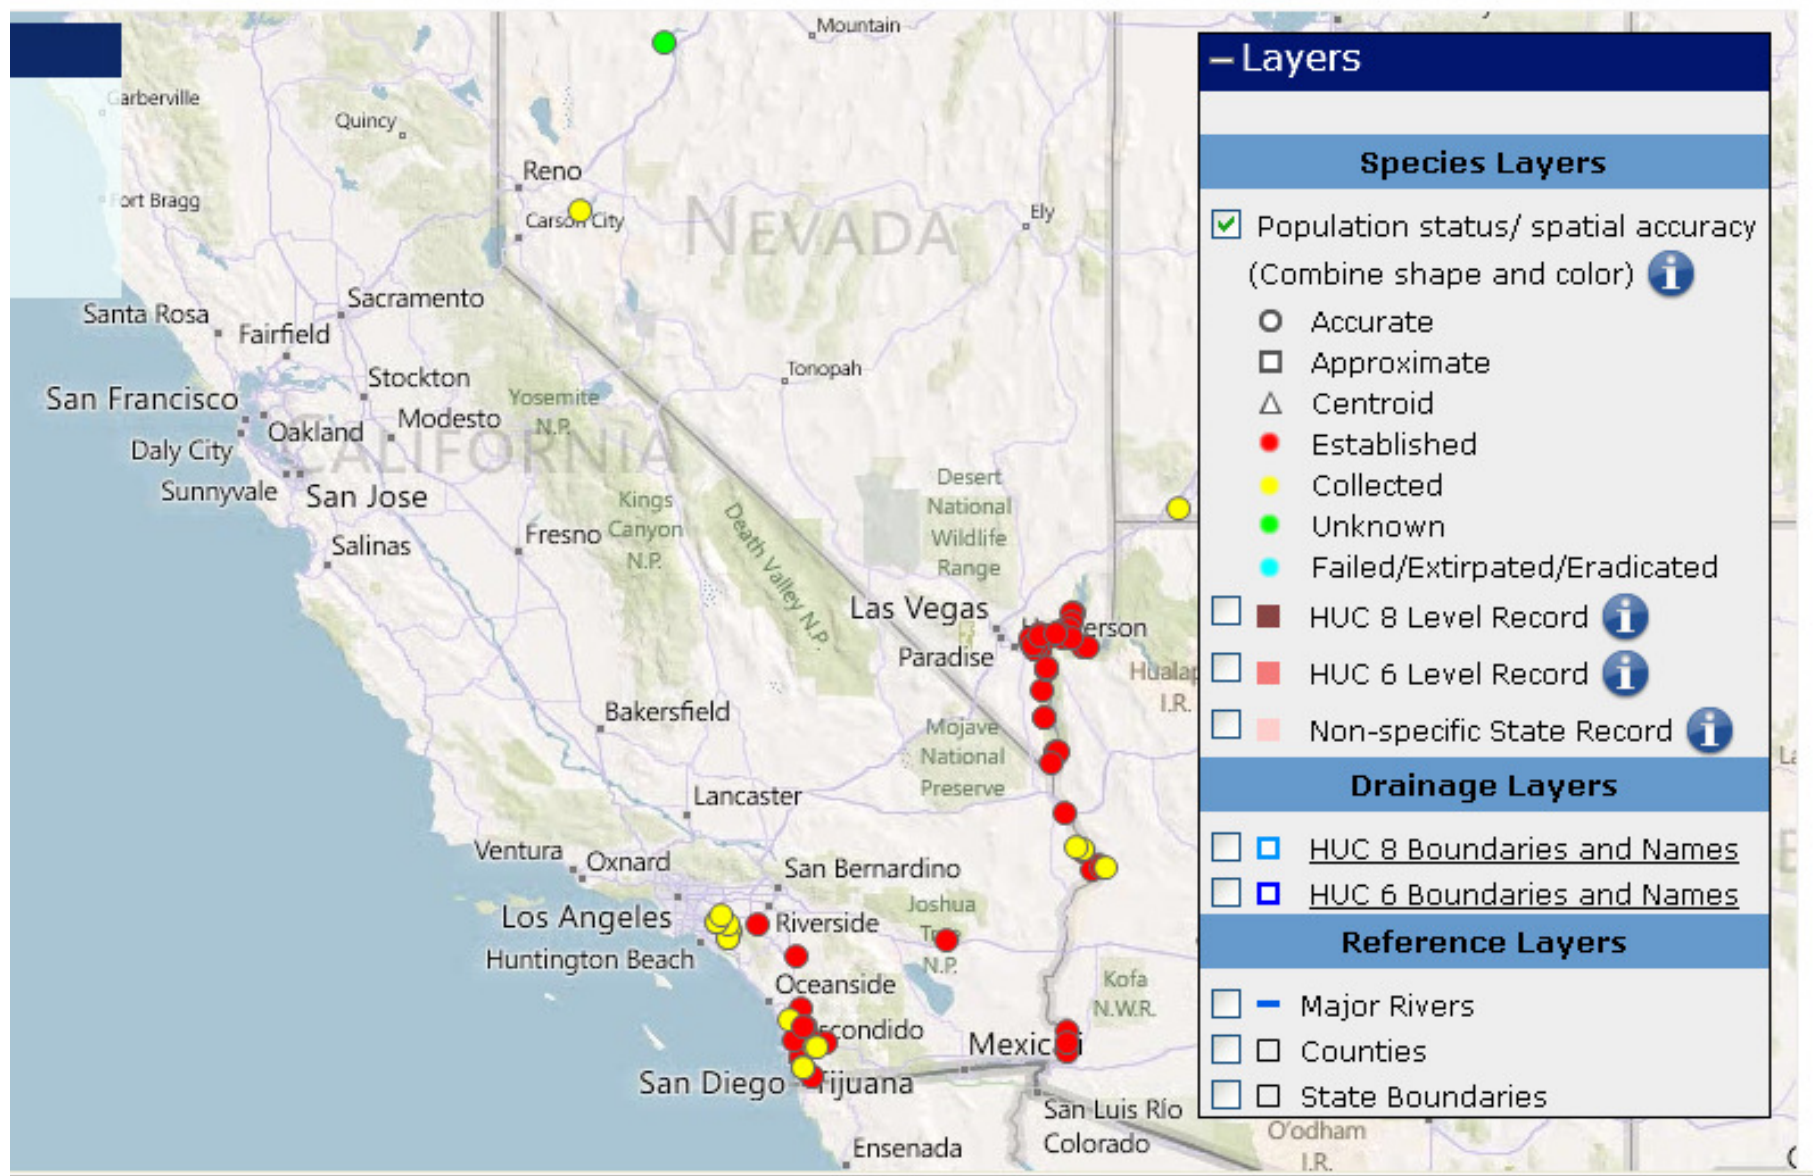 Mountain
Garberville
Quincy
Reno
Fort Bragg
Carson City
NEVADA
Ely
Sacramento
Santa Rosa
Fairfield
Tonopah
Stockton
San Francisco
Yosemite
N.P.
Modesto
Oakland
CALIFORNIA
Daly City
Sunnyvale
San Jose
Kings
Canyon
N.P.
Desert
National
Wildlife
Range
Death Valley N.P.
Fresno
Salinas
Las Vegas
erson
Paradise
Hualap
I.R.
Bakersfield
Mojave
National
Preserve
Lancaster
Ventura
Oxnard
San Bernardino
Los Angeles
Riverside
Joshua
Tree
N.P.
Huntington Beach
Oceanside
Kofa
N.W.R.
scondido
Mexicali
San Diego
Tijuana
San Luis Río
Colorado
Ensenada
O'odham
I.R.
Layers
Species Layers
Population status/ spatial accuracy
(Combine shape and color)
Accurate
Approximate
Centroid
Established
Collected
Unknown
Failed/Extirpated/Eradicated
HUC 8 Level Record
HUC 6 Level Record
Non-specific State Record
Drainage Layers
HUC 8 Boundaries and Names
HUC 6 Boundaries and Names
Reference Layers
Major Rivers
Counties
State Boundaries